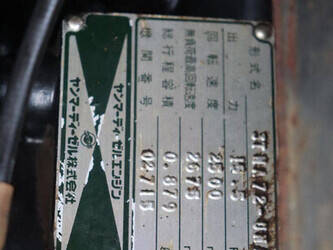 形式名
出力
回転速度 2500
無負荷最高回転速度 2675
総行程容積 0.879
機関番号 02715
ヤンマーディーゼルエンジン
ヤンマーディーゼル株式会社